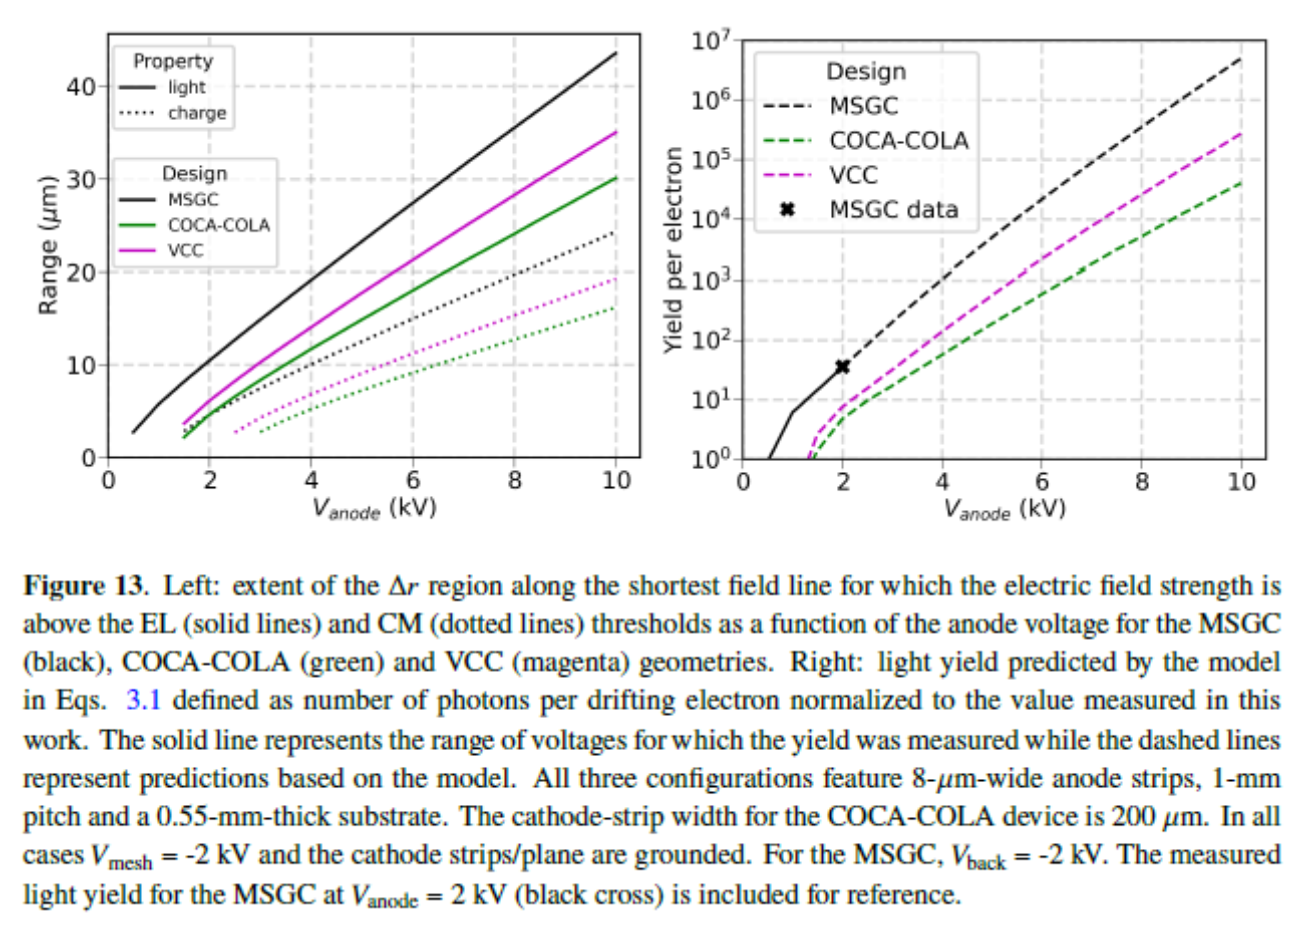 Property
light
charge
Design
MSGC
COCA-COLA
VCC
Range (μm)
40
30
20
10
0
0 2 4 6 8 10
V_anode (kV)
Design
MSGC
COCA-COLA
VCC
MSGC data
Yield per electron
10^7
10^6
10^5
10^4
10^3
10^2
10^1
10^0
0 2 4 6 8 10
V_anode (kV)
Figure 13. Left: extent of the Δr region along the shortest field line for which the electric field strength is
above the EL (solid lines) and CM (dotted lines) thresholds as a function of the anode voltage for the MSGC
(black), COCA-COLA (green) and VCC (magenta) geometries. Right: light yield predicted by the model
in Eqs. 3.1 defined as number of photons per drifting electron normalized to the value measured in this
work. The solid line represents the range of voltages for which the yield was measured while the dashed lines
represent predictions based on the model. All three configurations feature 8-μm-wide anode strips, 1-mm
pitch and a 0.55-mm-thick substrate. The cathode-strip width for the COCA-COLA device is 200 μm. In all
cases V_mesh = -2 kV and the cathode strips/plane are grounded. For the MSGC, V_back = -2 kV. The measured
light yield for the MSGC at V_anode = 2 kV (black cross) is included for reference.